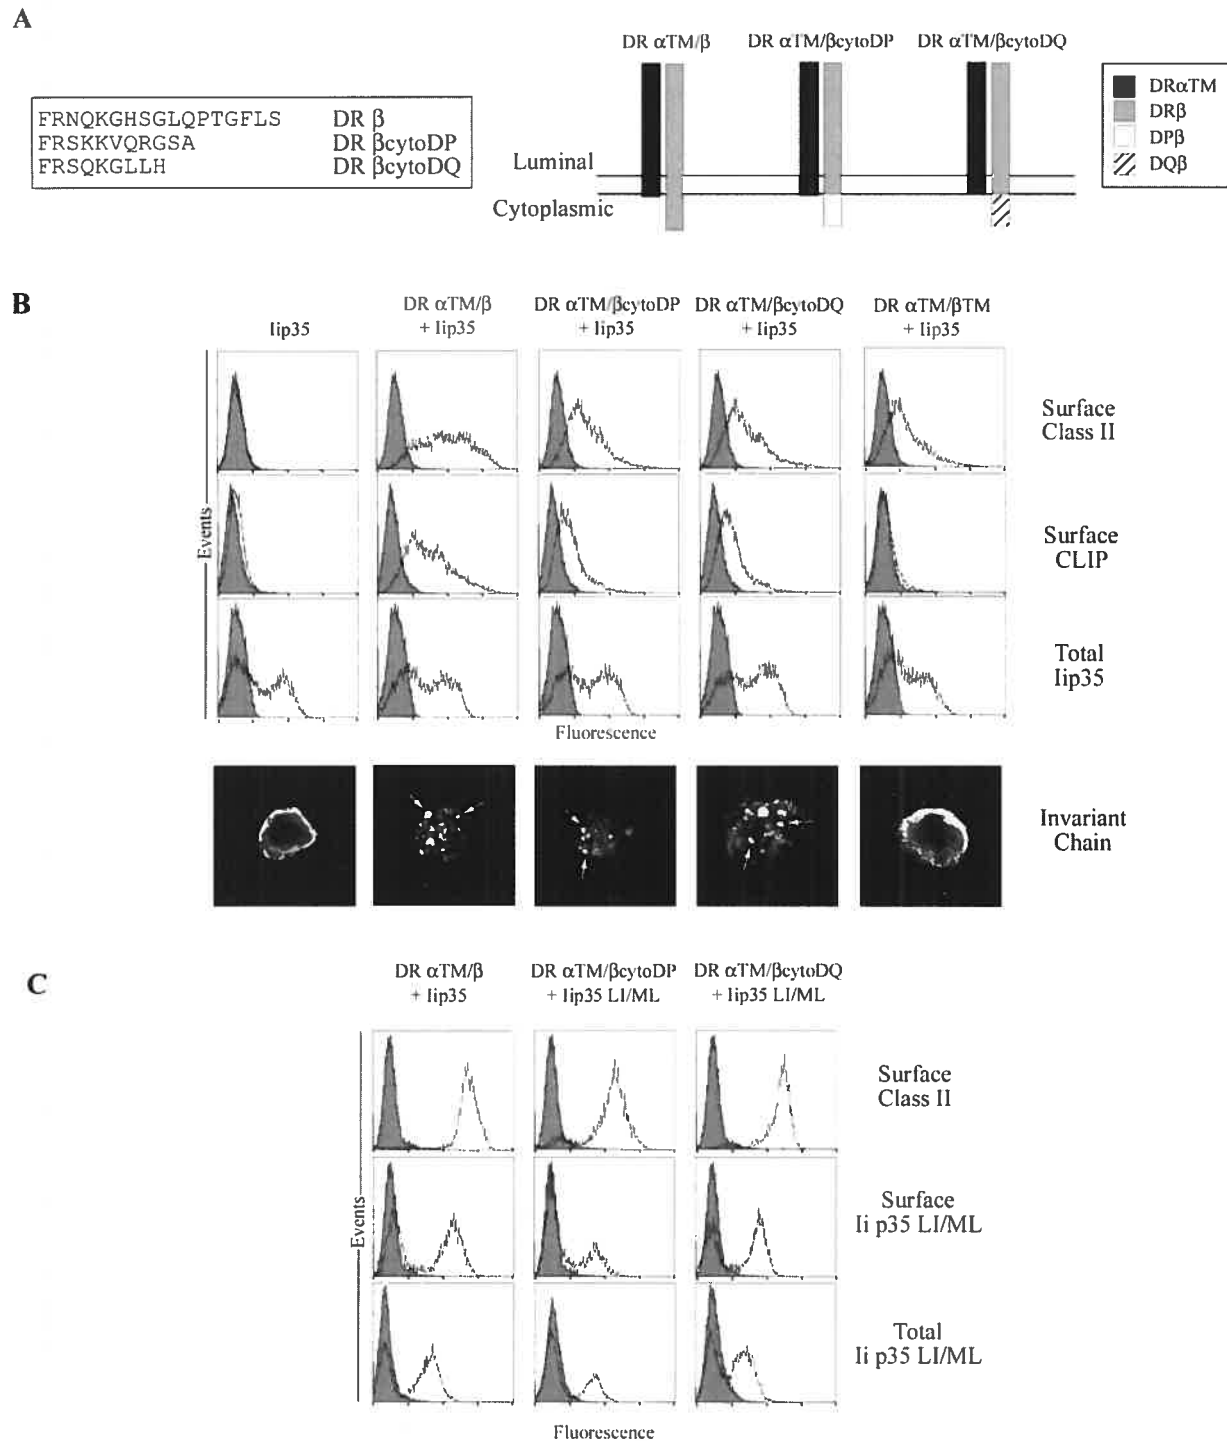 A
DR αTM/β
DR αTM/βcytoDP
DR αTM/βcytoDQ
FRNQKGHSGLQPTGFLS DR β
FRSKKVQRGSA DR βcytoDP
FRSQKGLLH DR βcytoDQ
Luminal
Cytoplasmic
DRαTM
DRβ
DPβ
DQβ
B
Iip35
DR αTM/β
+ Iip35
DR αTM/βcytoDP
+ Iip35
DR αTM/βcytoDQ
+ Iip35
DR αTM/βTM
+ Iip35
Events
Surface
Class II
Surface
CLIP
Total
Iip35
Fluorescence
Invariant
Chain
C
DR αTM/β
+ Iip35
DR αTM/βcytoDP
+ Iip35 LI/ML
DR αTM/βcytoDQ
+ Iip35 LI/ML
Events
Surface
Class II
Surface
Ii p35 LI/ML
Total
Ii p35 LI/ML
Fluorescence